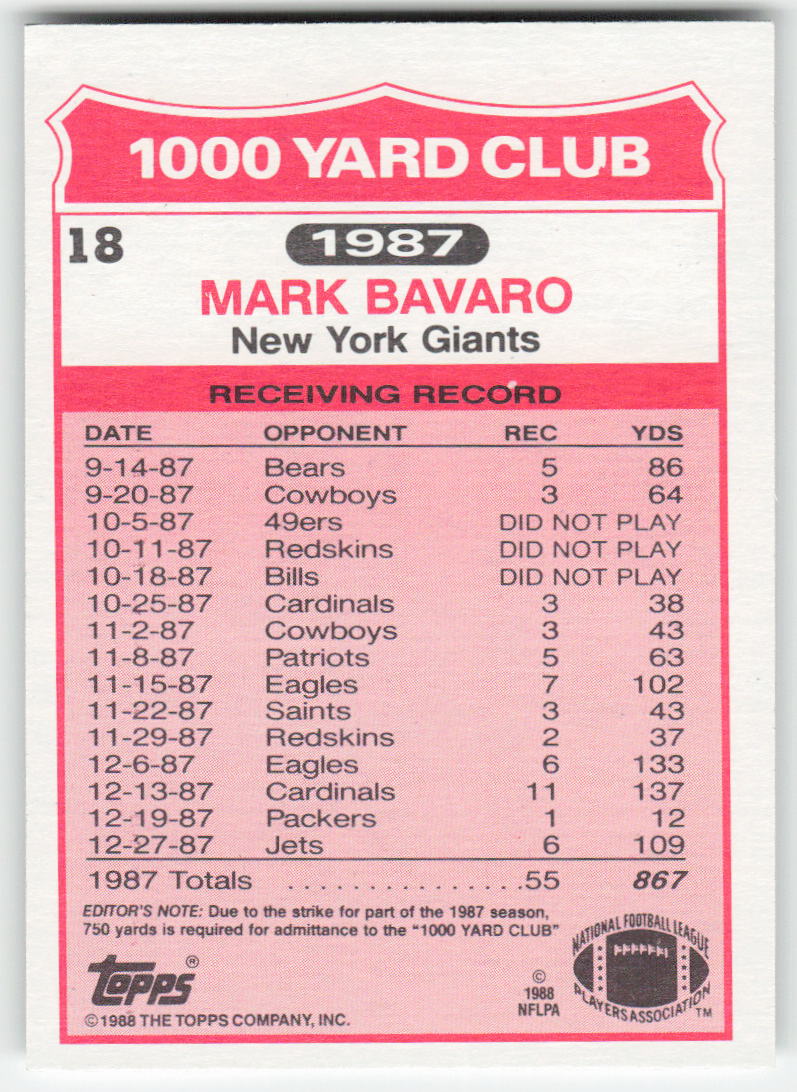 1000 YARD CLUB
18
1987
MARK BAVARO
New York Giants
RECEIVING RECORD
DATE OPPONENT REC YDS
9-14-87 Bears 5 86
9-20-87 Cowboys 3 64
10-5-87 49ers DID NOT PLAY
10-11-87 Redskins DID NOT PLAY
10-18-87 Bills DID NOT PLAY
10-25-87 Cardinals 3 38
11-2-87 Cowboys 3 43
11-8-87 Patriots 5 63
11-15-87 Eagles 7 102
11-22-87 Saints 3 43
11-29-87 Redskins 2 37
12-6-87 Eagles 6 133
12-13-87 Cardinals 11 137
12-19-87 Packers 1 12
12-27-87 Jets 6 109
1987 Totals . . . . . . . . . . . . . . . .55 867
EDITOR'S NOTE: Due to the strike for part of the 1987 season,
750 yards is required for admittance to the "1000 YARD CLUB"
topps®
©1988 THE TOPPS COMPANY, INC.
©
1988
NFLPA
NATIONAL FOOTBALL LEAGUE
PLAYERS ASSOCIATION™